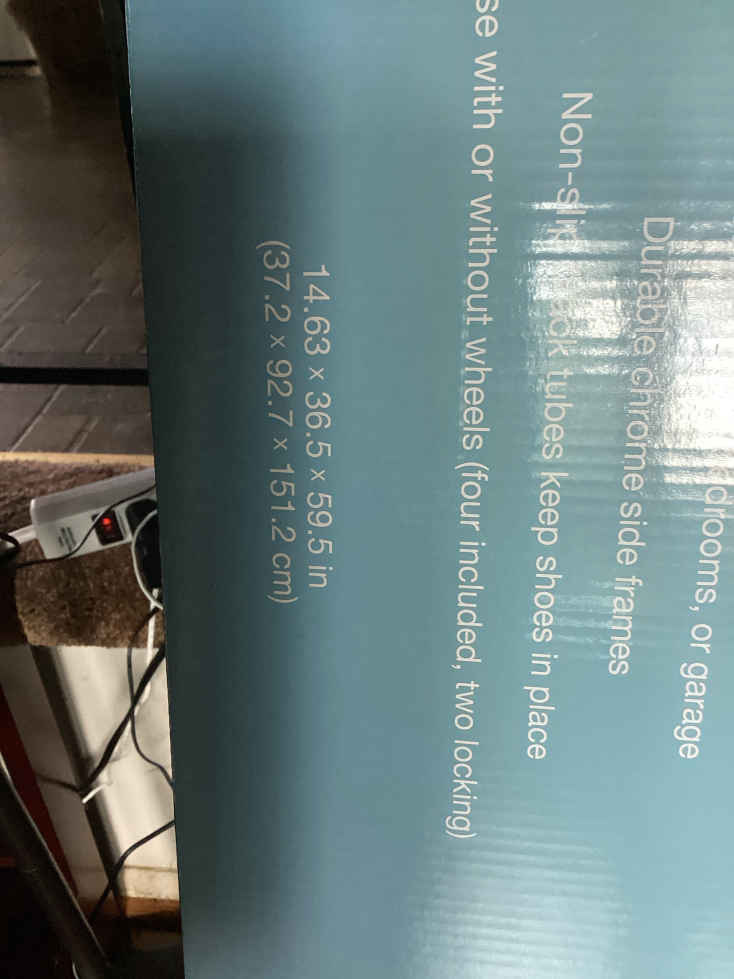 drooms, or garage
Durable chrome side frames
Non-slip tubes keep shoes in place
se with or without wheels (four included, two locking)
14.63 x 36.5 x 59.5 in
(37.2 x 92.7 x 151.2 cm)